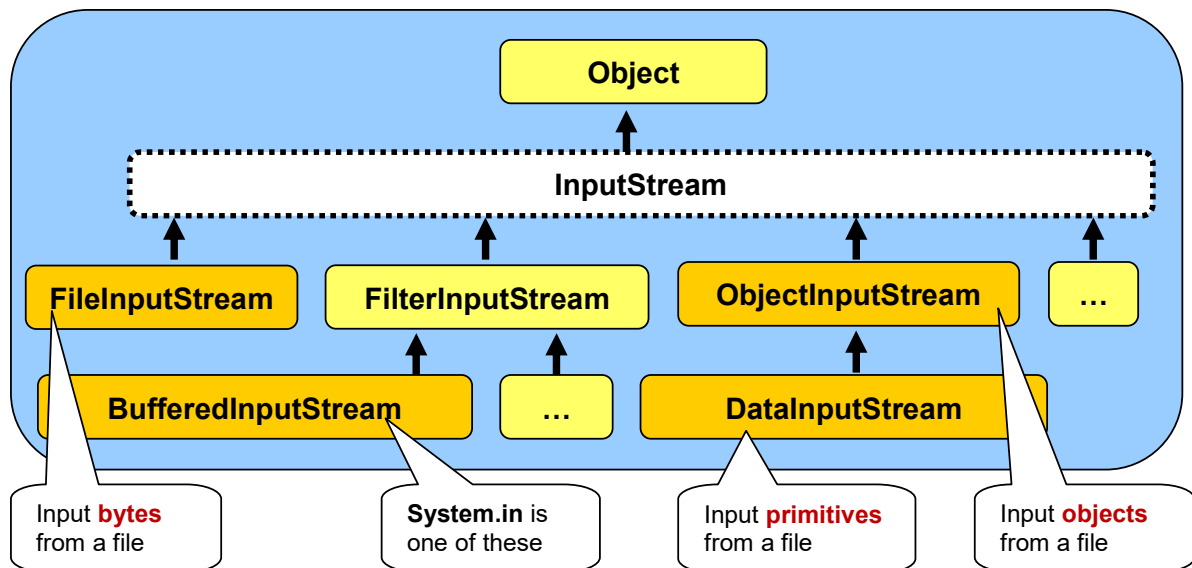 Object
InputStream
FileInputStream
FilterInputStream
ObjectInputStream
…
BufferedInputStream
…
DataInputStream
Input bytes
from a file
System.in is
one of these
Input primitives
from a file
Input objects
from a file